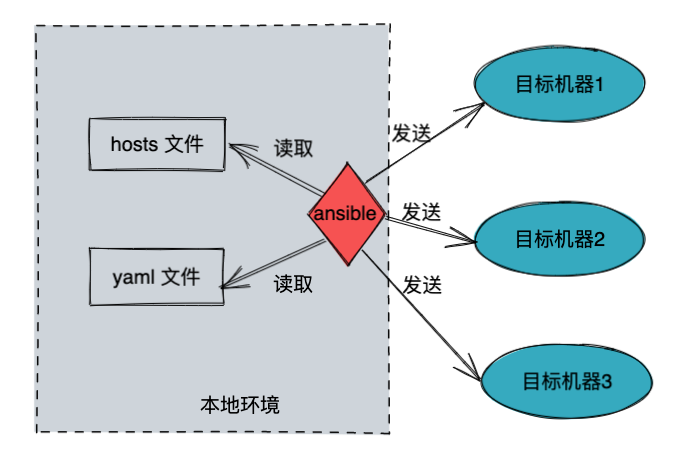 目标机器1
发送
hosts 文件
读取
ansible
发送
目标机器2
yaml 文件
读取
发送
目标机器3
本地环境